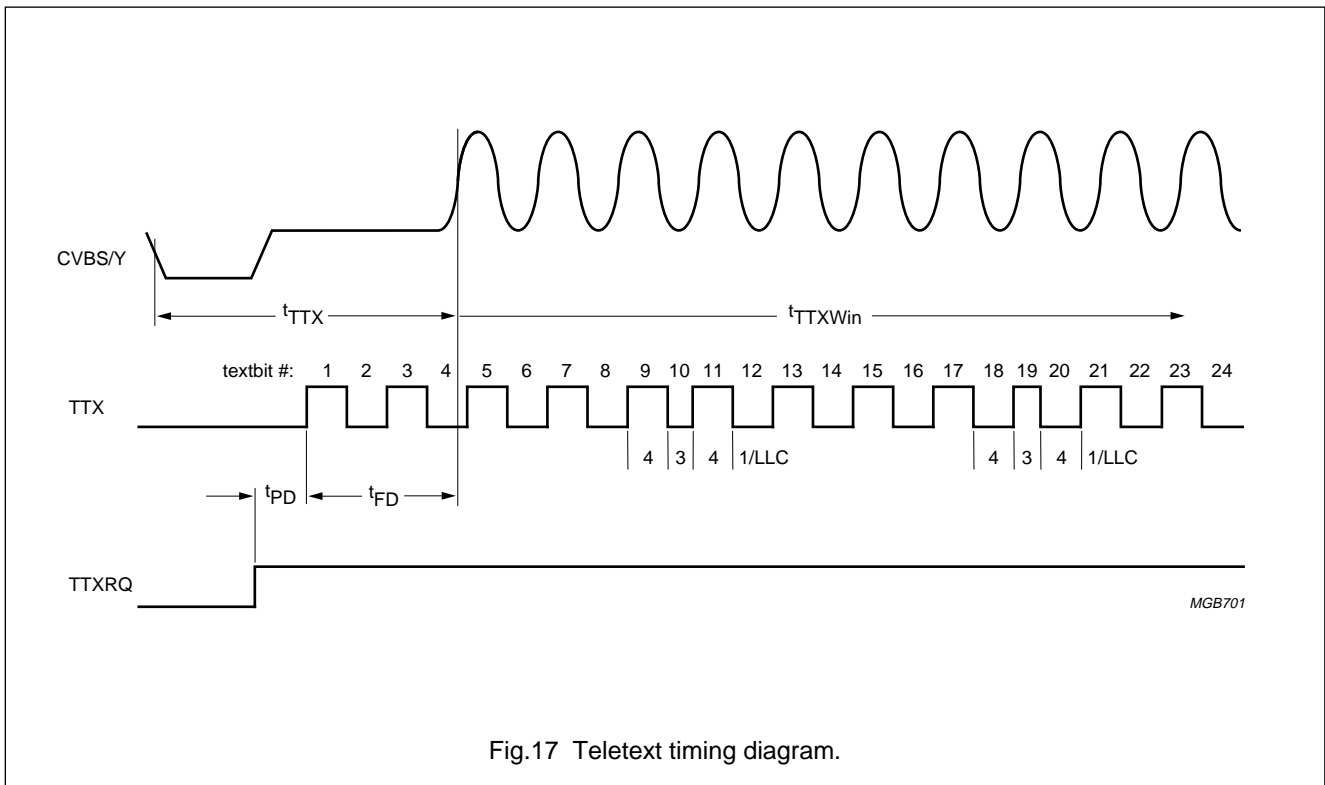 CVBS/Y
tTTX
tTTXWin
textbit #: 1 2 3 4 5 6 7 8 9 10 11 12 13 14 15 16 17 18 19 20 21 22 23 24
TTX
4 3 4 1/LLC 4 3 4 1/LLC
tPD tFD
TTXRQ
MGB701
Fig.17 Teletext timing diagram.